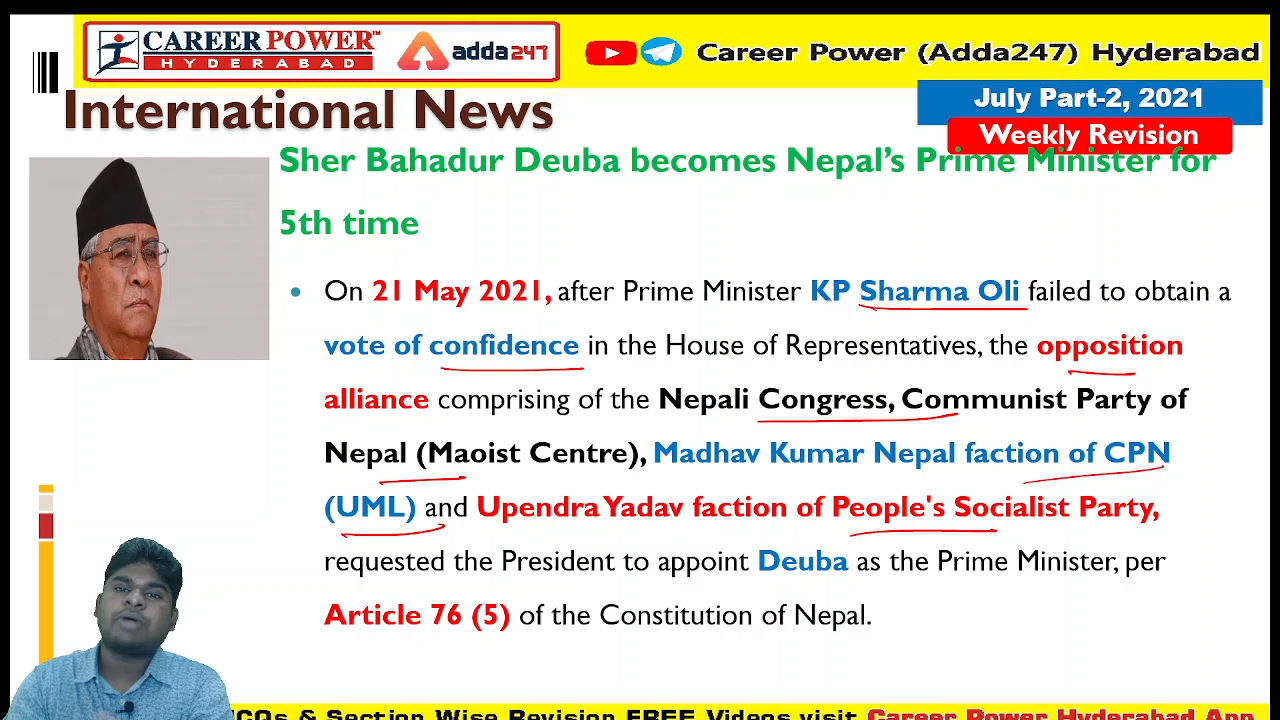 CAREER POWER™
HYDERABAD
adda247
Career Power (Adda247) Hyderabad
International News
July Part-2, 2021
Weekly Revision
Sher Bahadur Deuba becomes Nepal's Prime Minister for
5th time
• On 21 May 2021, after Prime Minister KP Sharma Oli failed to obtain a
vote of confidence in the House of Representatives, the opposition
alliance comprising of the Nepali Congress, Communist Party of
Nepal (Maoist Centre), Madhav Kumar Nepal faction of CPN
(UML) and Upendra Yadav faction of People's Socialist Party,
requested the President to appoint Deuba as the Prime Minister, per
Article 76 (5) of the Constitution of Nepal.
& Section Wise Revision FREE Videos visit Career Power Hyderabad App